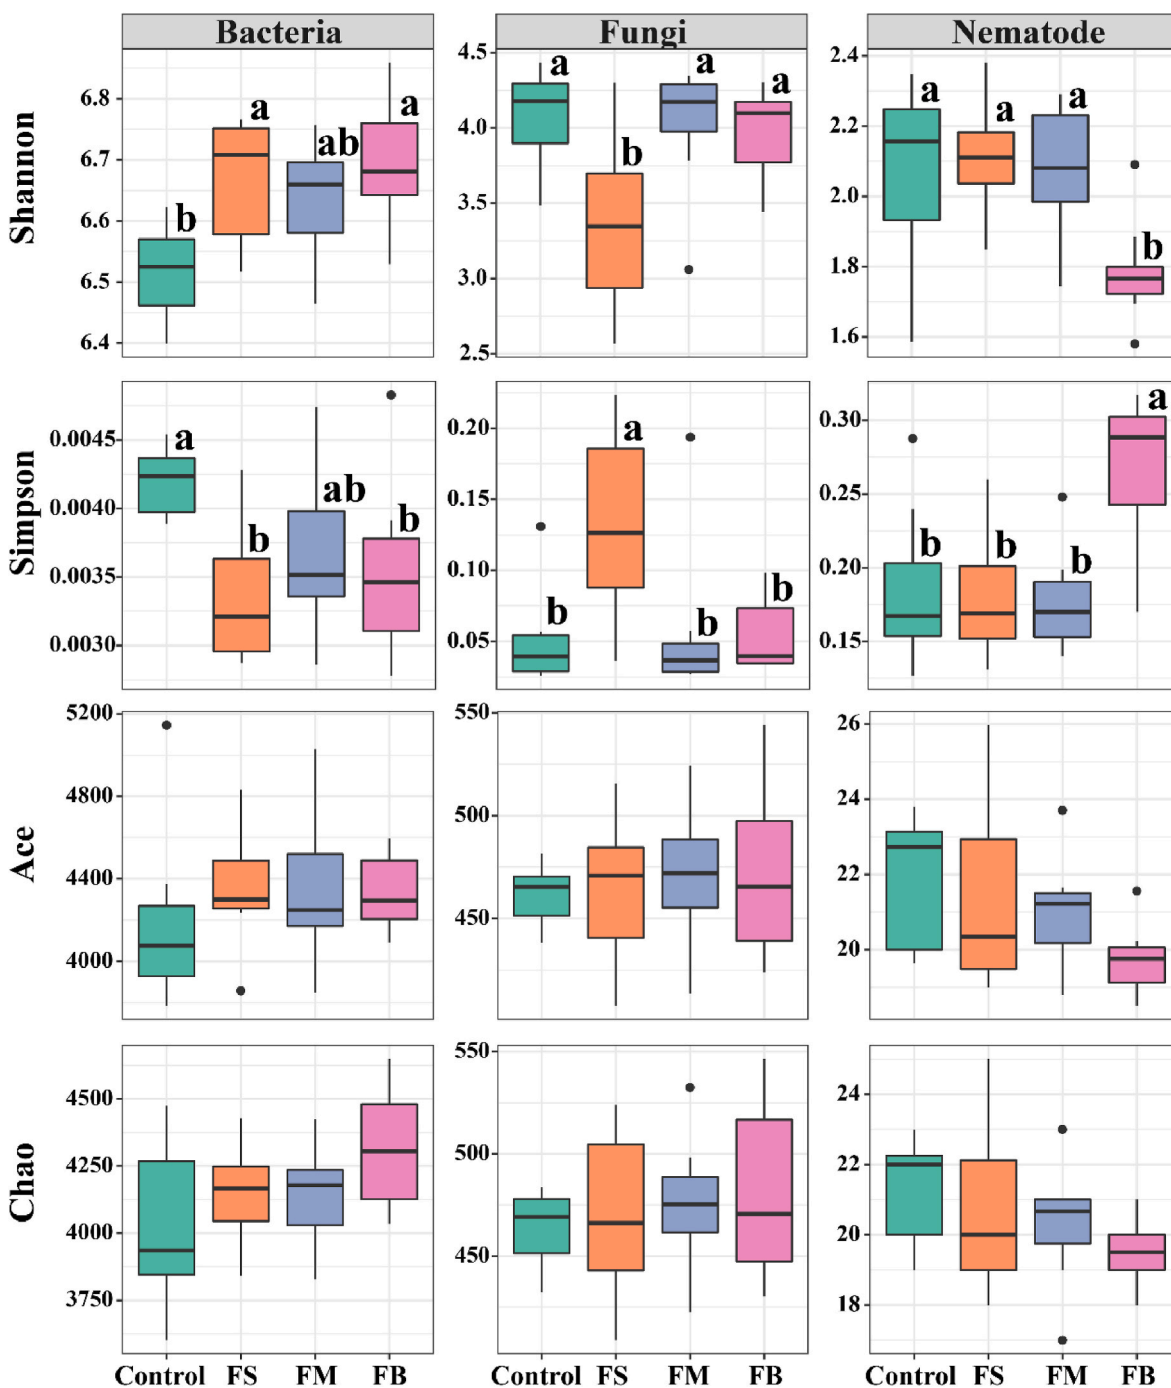 Bacteria Fungi Nematode
Shannon
6.8
6.7
6.6
6.5
6.4
b
a
ab
a
4.5
4.0
3.5
3.0
2.5
a
b
a
a
2.4
2.2
2.0
1.8
1.6
a
a
a
b
Simpson
0.0045
0.0040
0.0035
0.0030
a
b
ab
b
0.20
0.15
0.10
0.05
b
a
b
b
0.30
0.25
0.20
0.15
b
b
b
a
Ace
5200
4800
4400
4000
550
500
450
26
24
22
20
Chao
4500
4250
4000
3750
550
500
450
24
22
20
18
Control FS FM FB Control FS FM FB Control FS FM FB